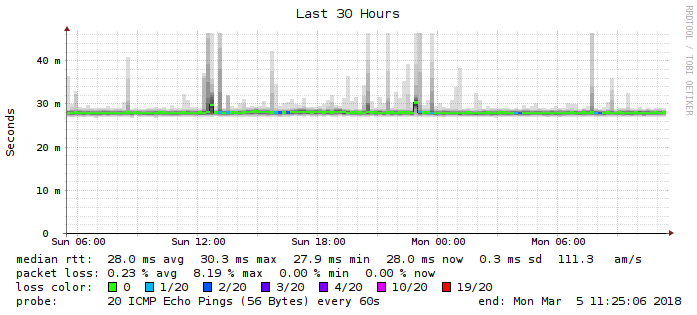 Last 30 Hours
RRDTOOL / TOBI OETIKER
Seconds
40 m
30 m
20 m
10 m
0
Sun 06:00 Sun 12:00 Sun 18:00 Mon 00:00 Mon 06:00
median rtt: 28.0 ms avg 30.3 ms max 27.9 ms min 28.0 ms now 0.3 ms sd 111.3 am/s
packet loss: 0.23 % avg 8.19 % max 0.00 % min 0.00 % now
loss color: 0 1/20 2/20 3/20 4/20 10/20 19/20
probe: 20 ICMP Echo Pings (56 Bytes) every 60s end: Mon Mar 5 11:25:06 2018